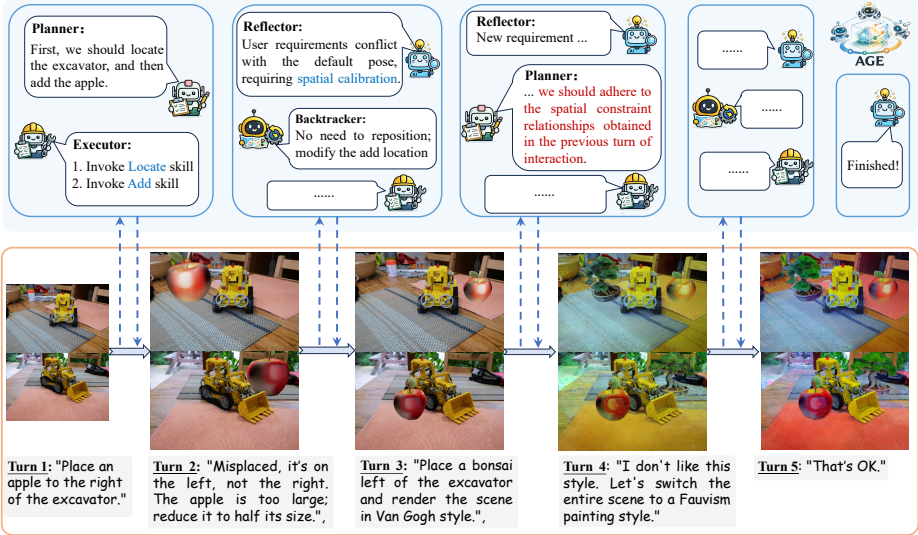 Planner:
First, we should locate
the excavator, and then
add the apple.
Executor:
1. Invoke Locate skill
2. Invoke Add skill
Reflector:
User requirements conflict
with the default pose,
requiring spatial calibration.
Backtracker:
No need to reposition;
modify the add location
......
Reflector:
New requirement ...
Planner:
... we should adhere to
the spatial constraint
relationships obtained
in the previous turn of
interaction.
......
......
......
......
AGE
Finished!
Turn 1: "Place an
apple to the right
of the excavator."
Turn 2: "Misplaced, it's on
the left, not the right.
The apple is too large;
reduce it to half its size.",
Turn 3: "Place a bonsai
left of the excavator
and render the scene
in Van Gogh style.",
Turn 4: "I don't like this
style. Let's switch the
entire scene to a Fauvism
painting style."
Turn 5: "That's OK."